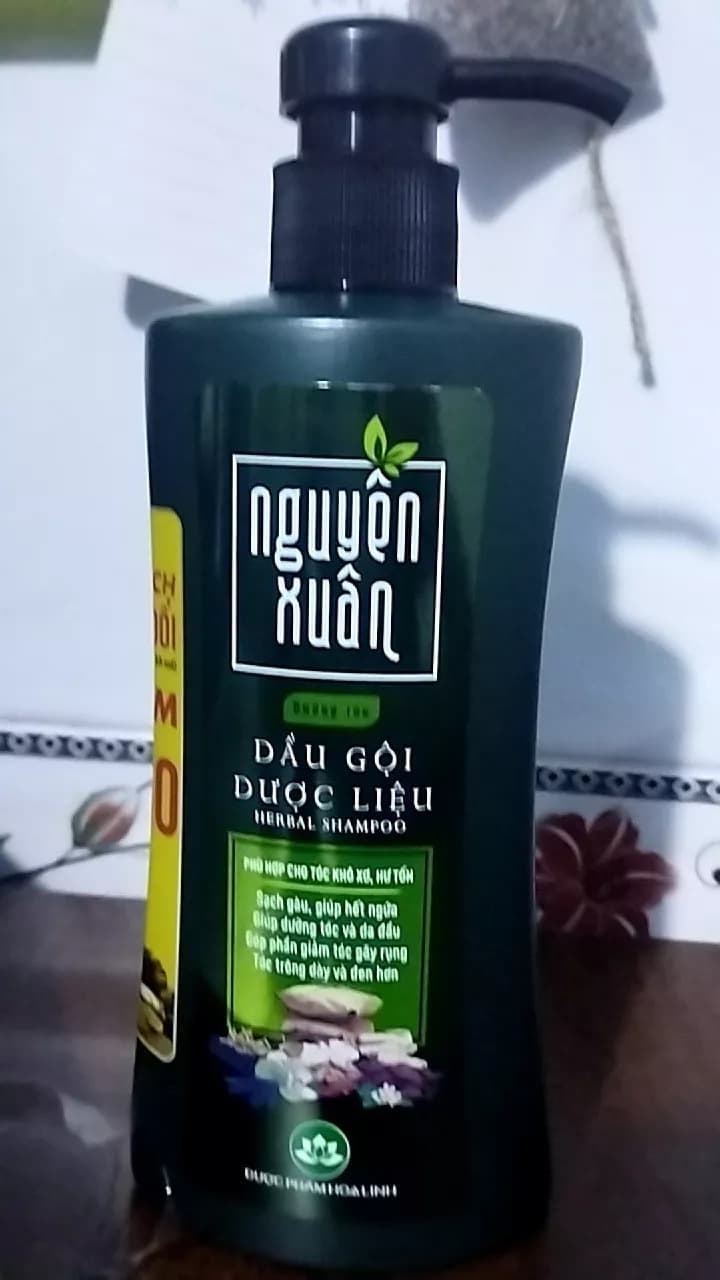 nguyên
xuân
Dưỡng tóc
DẦU GỘI
DƯỢC LIỆU
HERBAL SHAMPOO
PHÙ HỢP CHO TÓC KHÔ XƠ, HƯ TỔN
Sạch gàu, giúp hết ngứa
Giúp dưỡng tóc và da đầu
Góp phần giảm tóc gãy rụng
Tóc trông dày và đen hơn
DƯỢC PHẨM HOA LINH